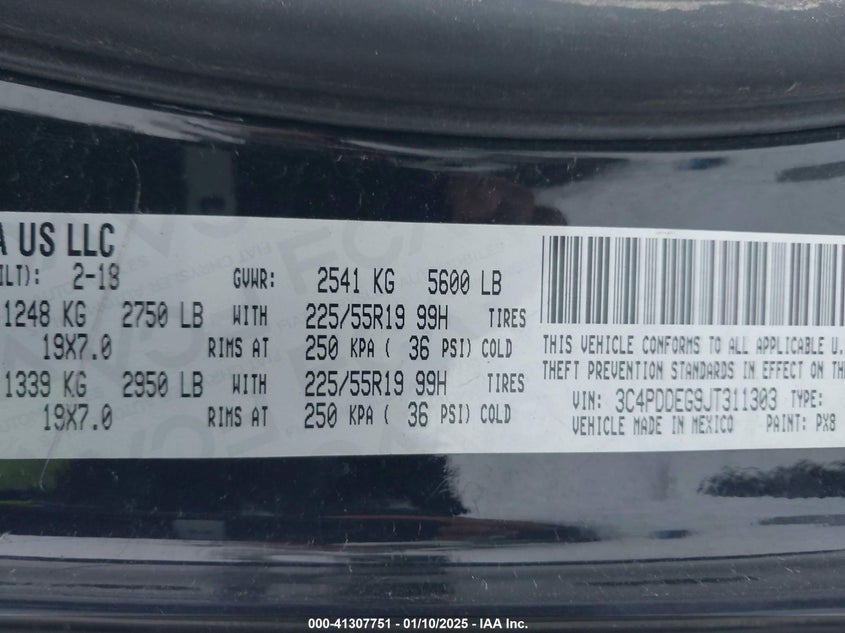 A US LLC
ILT): 2-18 GVWR: 2541 KG 5600 LB
1248 KG 2750 LB WITH 225/55R19 99H TIRES
19X7.0 RIMS AT 250 KPA ( 36 PSI) COLD
1339 KG 2950 LB WITH 225/55R19 99H TIRES
19X7.0 RIMS AT 250 KPA ( 36 PSI) COLD
THIS VEHICLE CONFORMS TO ALL APPLICABLE U.
THEFT PREVENTION STANDARDS IN EFFECT ON TH
VIN: 3C4PDDEG9JT311303 TYPE:
VEHICLE MADE IN MEXICO PAINT: PX8
000-41307751 — 01/10/2025 - IAA Inc.